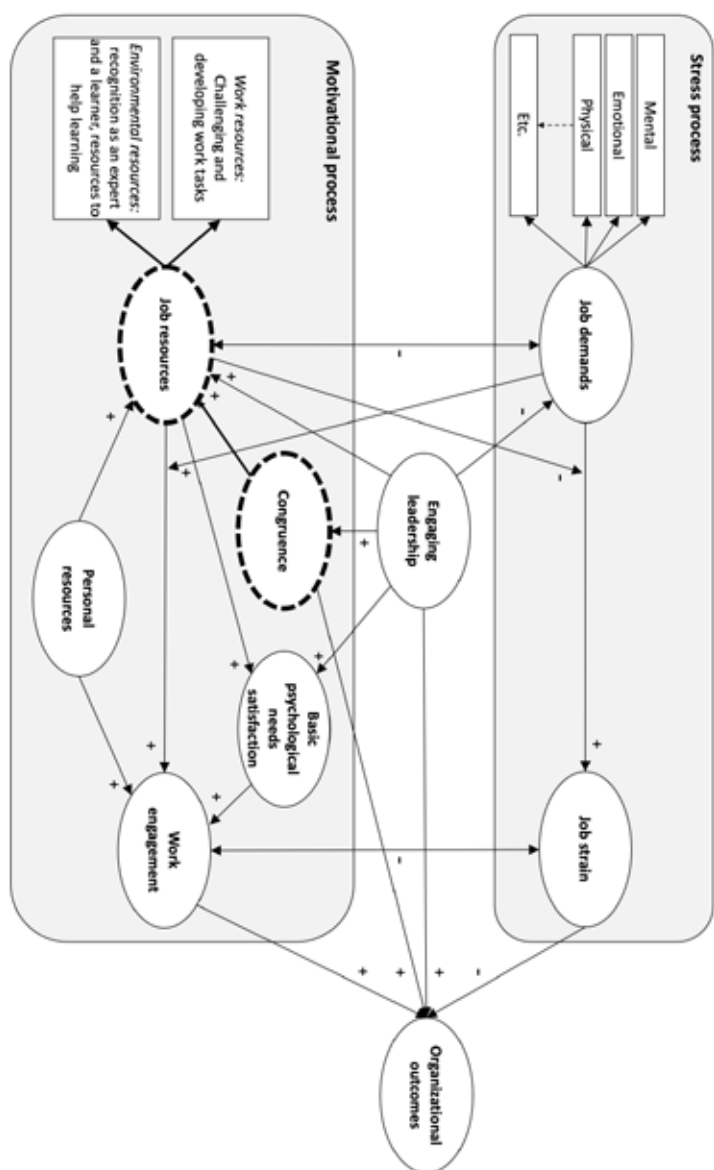 Stress process
Mental
Emotional
Physical
Etc.
Job demands
-
+
Job strain
-
-
-
Engaging
leadership
+
+
-
Organizational
outcomes
+
+
+
Motivational process
Work resources:
Challenging and
developing work tasks
Environmental resources:
recognition as an expert
and a learner, resources to
help learning
Job resources
+
+
+
Congruence
+
Basic
psychological
needs
satisfaction
+
+
Personal
resources
+
+
+
Work
engagement